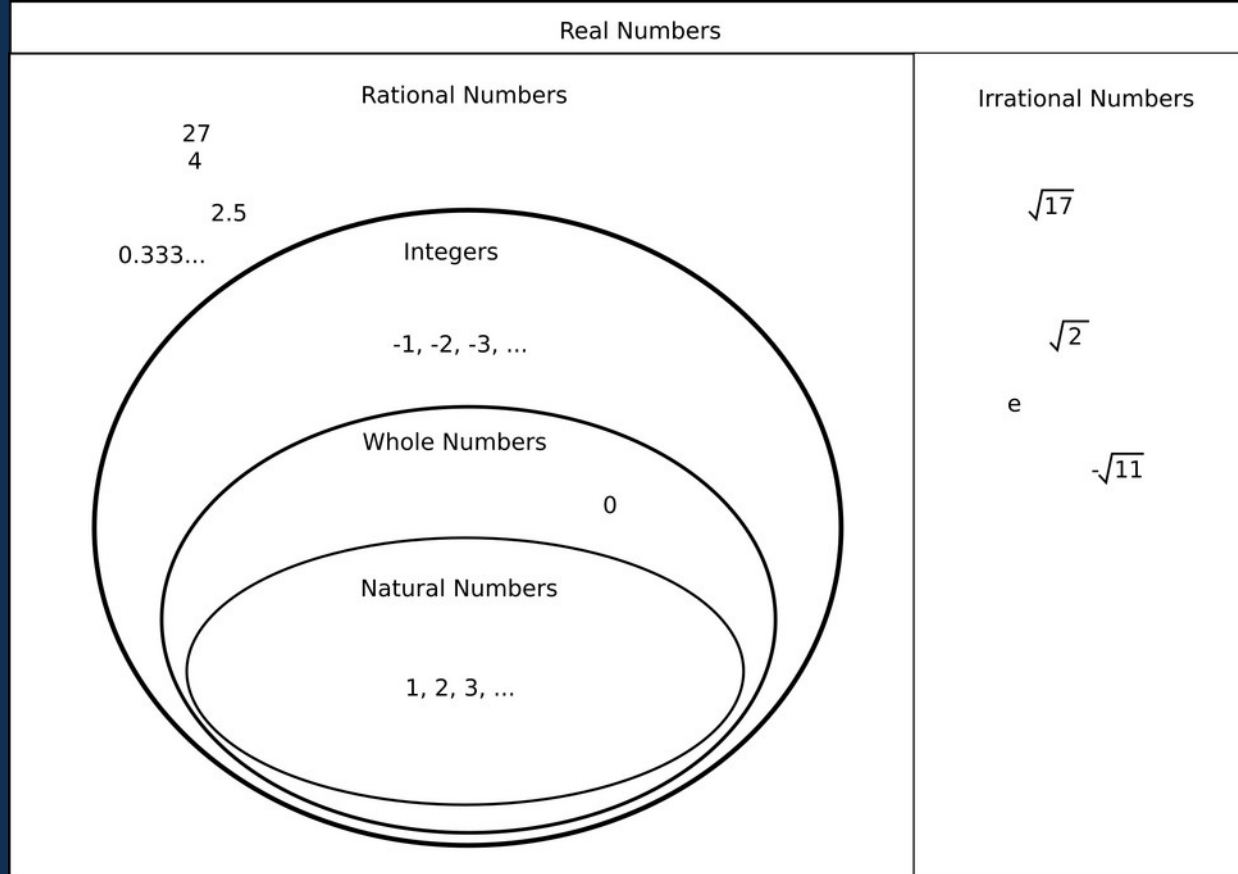 Real Numbers
Rational Numbers
Irrational Numbers
27
4
2.5
0.333...
Integers
-1, -2, -3, ...
Whole Numbers
0
Natural Numbers
1, 2, 3, ...
√17
√2
e
-√11